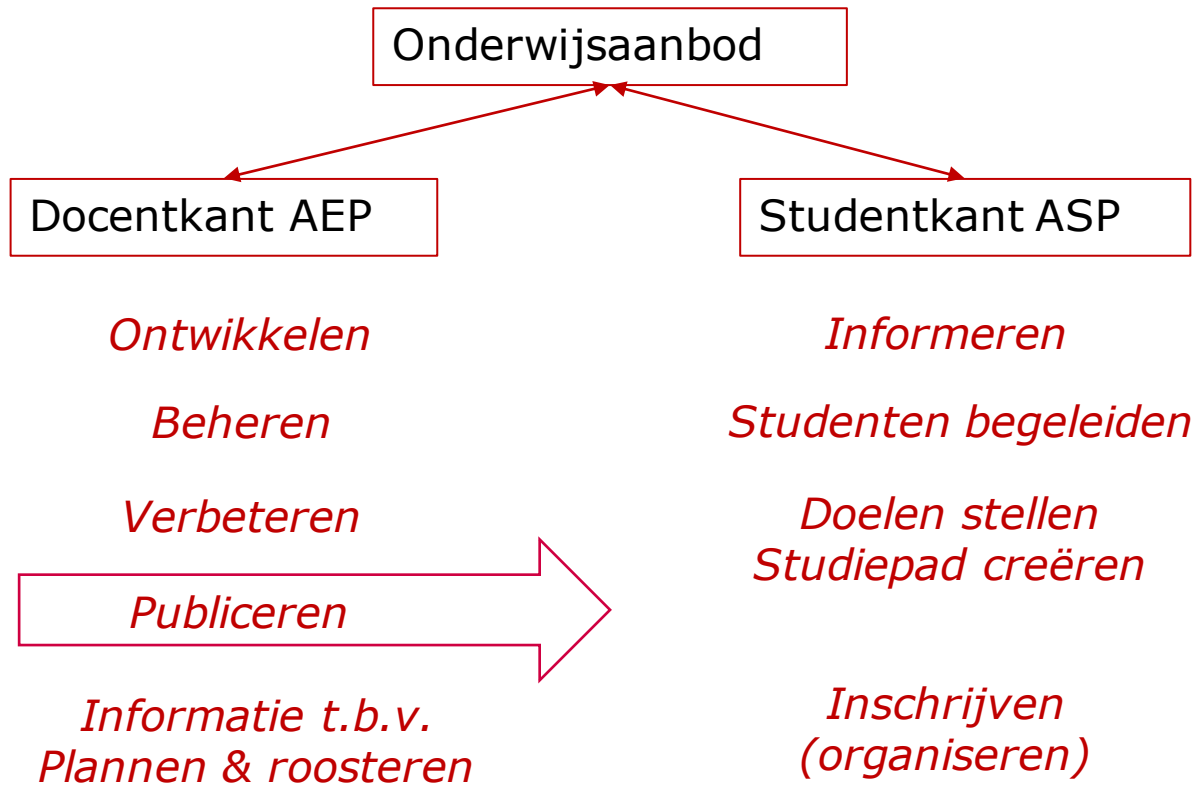 Onderwijsaanbod
Docentkant AEP
Studentkant ASP
Ontwikkelen
Beheren
Verbeteren
Publiceren
Informatie t.b.v.
Plannen & roosteren
Informeren
Studenten begeleiden
Doelen stellen
Studiepad creëren
Inschrijven
(organiseren)